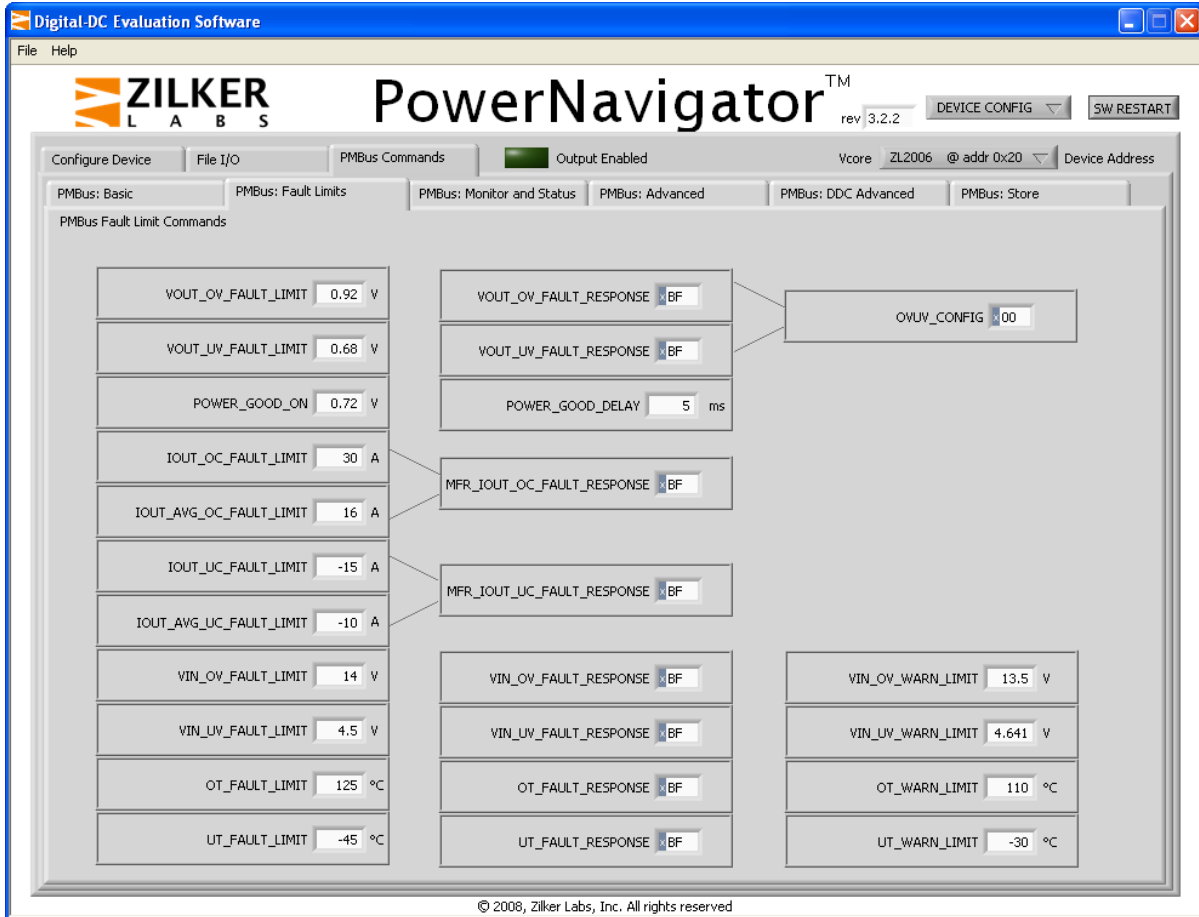 Digital-DC Evaluation Software
File Help
ZILKER
LABS
PowerNavigator™
rev 3.2.2
DEVICE CONFIG
SW RESTART
Configure Device File I/O PMBus Commands Output Enabled Vcore ZL2006 @ addr 0x20 Device Address
PMBus: Basic PMBus: Fault Limits PMBus: Monitor and Status PMBus: Advanced PMBus: DDC Advanced PMBus: Store
PMBus Fault Limit Commands
VOUT_OV_FAULT_LIMIT 0.92 V VOUT_OV_FAULT_RESPONSE xBF
OVUV_CONFIG x00
VOUT_UV_FAULT_LIMIT 0.68 V VOUT_UV_FAULT_RESPONSE xBF
POWER_GOOD_ON 0.72 V POWER_GOOD_DELAY 5 ms
IOUT_OC_FAULT_LIMIT 30 A
MFR_IOUT_OC_FAULT_RESPONSE xBF
IOUT_AVG_OC_FAULT_LIMIT 16 A
IOUT_UC_FAULT_LIMIT -15 A
MFR_IOUT_UC_FAULT_RESPONSE xBF
IOUT_AVG_UC_FAULT_LIMIT -10 A
VIN_OV_FAULT_LIMIT 14 V VIN_OV_FAULT_RESPONSE xBF VIN_OV_WARN_LIMIT 13.5 V
VIN_UV_FAULT_LIMIT 4.5 V VIN_UV_FAULT_RESPONSE xBF VIN_UV_WARN_LIMIT 4.641 V
OT_FAULT_LIMIT 125 °C OT_FAULT_RESPONSE xBF OT_WARN_LIMIT 110 °C
UT_FAULT_LIMIT -45 °C UT_FAULT_RESPONSE xBF UT_WARN_LIMIT -30 °C
© 2008, Zilker Labs, Inc. All rights reserved